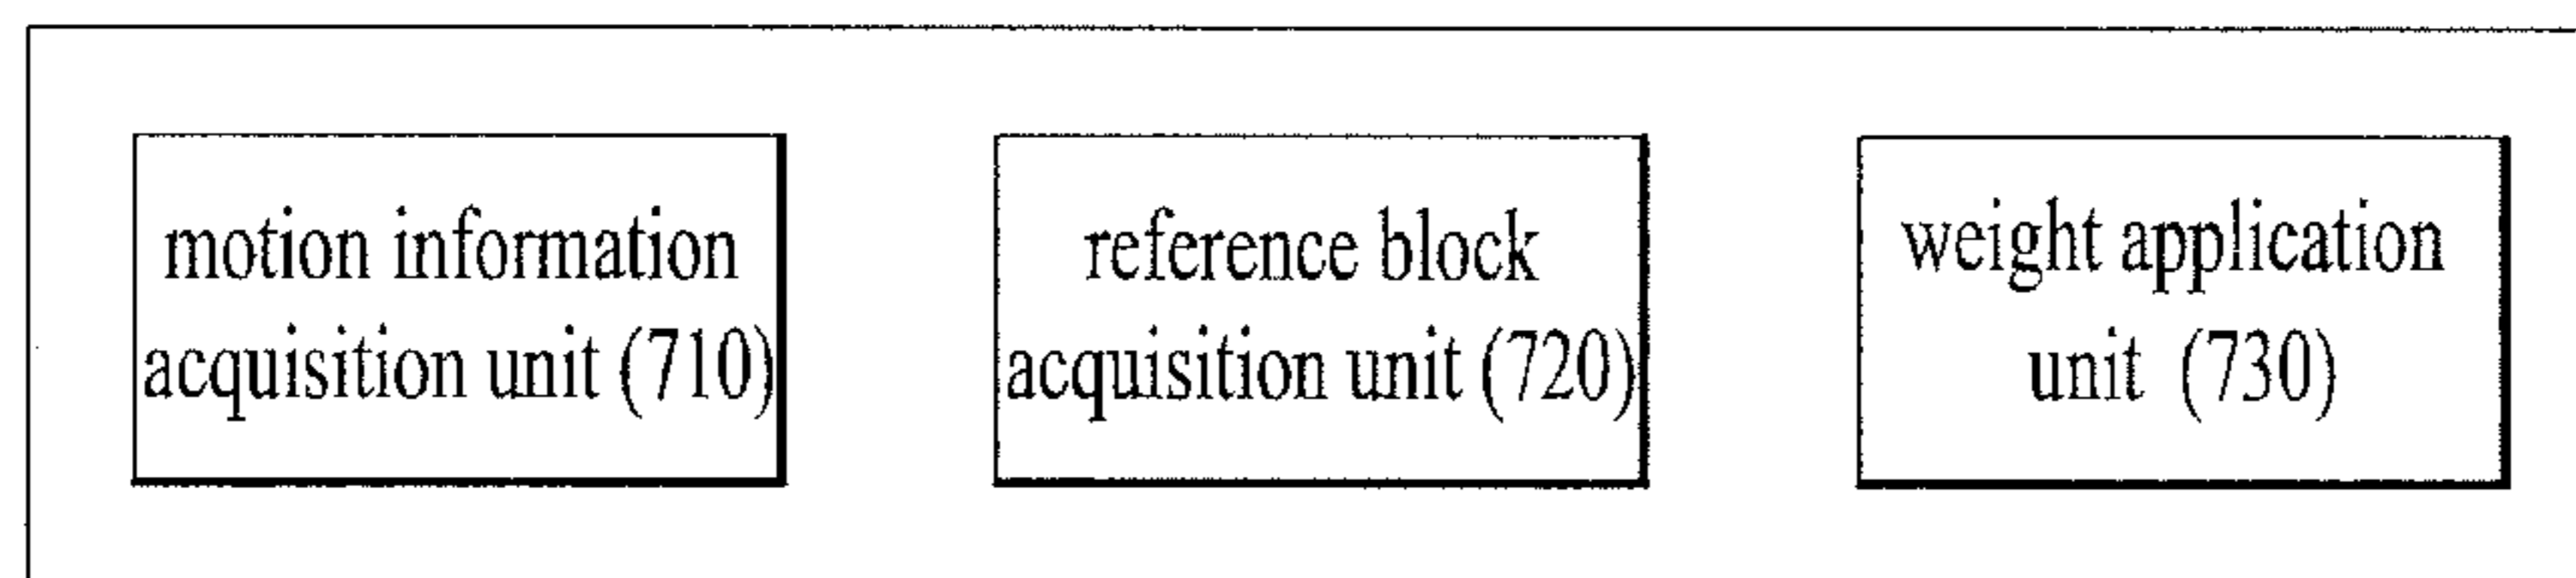 motion information
acquisition unit (710)
reference block
acquisition unit (720)
weight application
unit (730)